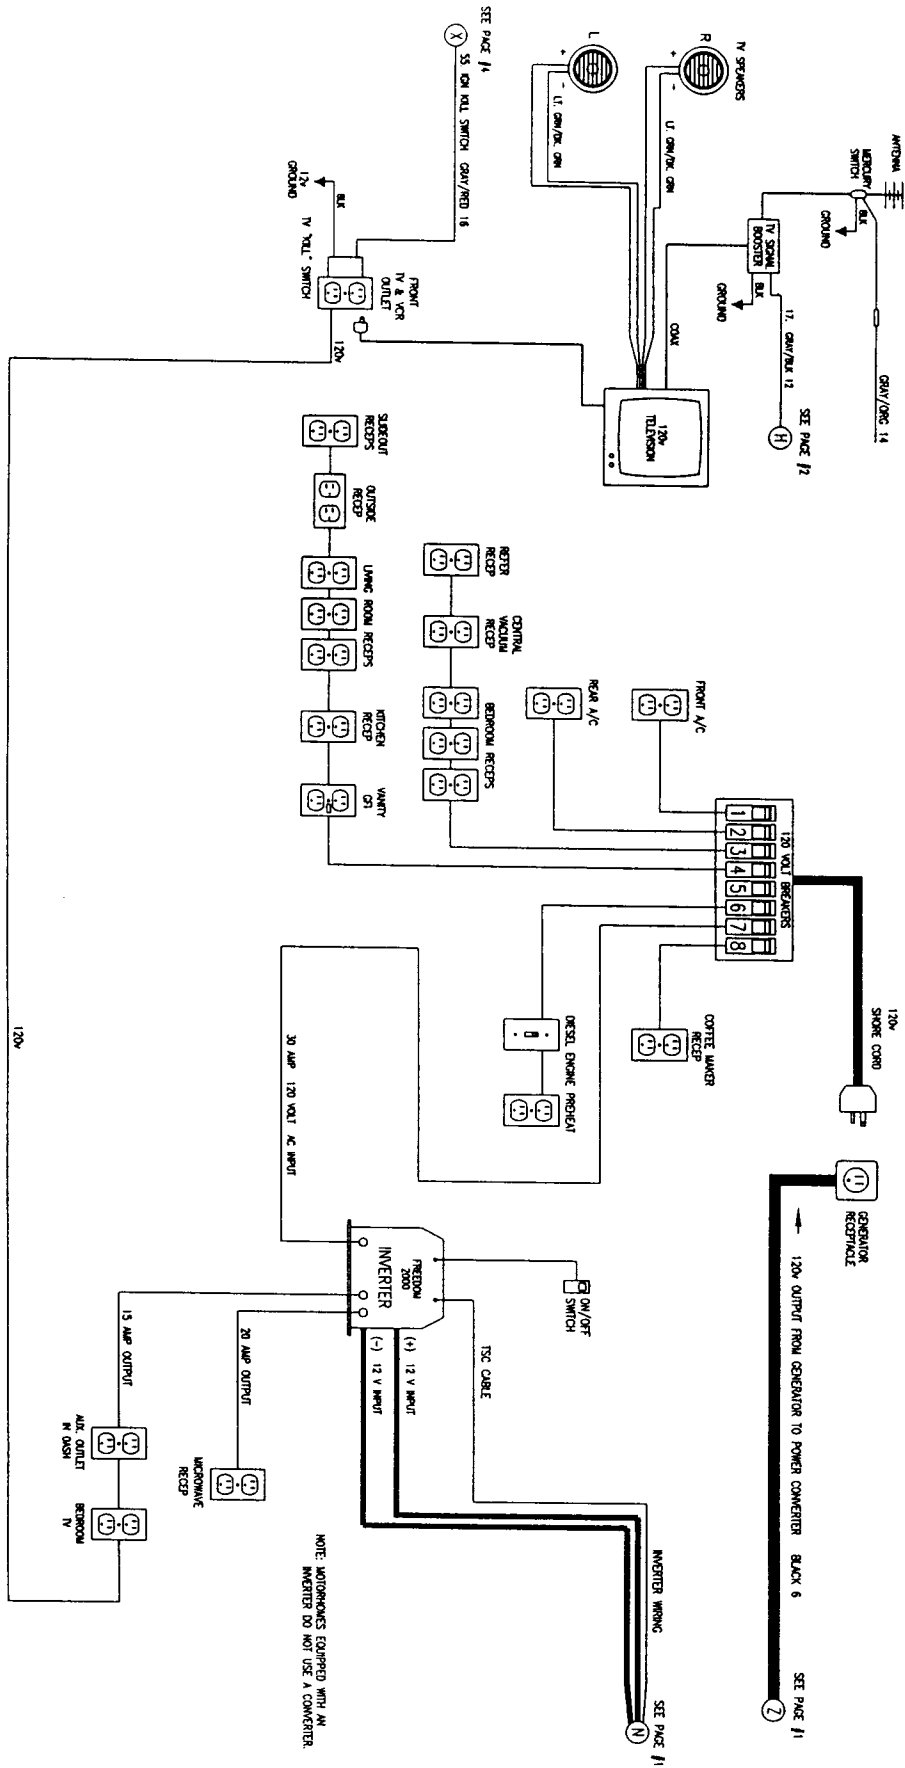 ANTENNA
MERCURY
SWITCH
BLK
GROUND
GRAY/ORG 14
TV SIGNAL
BOOSTER
BLK
GROUND
17. GRAY/BLK 12
SEE PAGE #2
H
COAX
TV SPEAKERS
R
+
-
LT. GRN/DK. GRN
L
+
-
LT. GRN/DK. GRN
120v
TELEVISION
SEE PAGE #4
X
55 IGN KILL SWITCH GRAY/RED 16
BLK
12v
GROUND
TV "KILL" SWITCH
FRONT
TV & VCR
OUTLET
120v
SLIDEOUT
RECEPS
OUTSIDE
RECEP
LIVING ROOM RECEPS
KITCHEN
RECEP
VANITY
GFI
REFER
RECEP
CENTRAL
VACUUM
RECEP
BEDROOM RECEPS
REAR A/C
FRONT A/C
120 VOLT BREAKERS
1
2
3
4
5
6
7
8
120v
SHORE CORD
COFFEE MAKER
RECEP
DIESEL ENGINE PREHEAT
30 AMP 120 VOLT AC INPUT
GENERATOR
RECEPTACLE
120v OUTPUT FROM GENERATOR TO POWER CONVERTER BLACK 6
SEE PAGE #1
Z
ON/OFF
SWITCH
FREEDOM
2000
INVERTER
TSC CABLE
(+) 12 V INPUT
(-) 12 V INPUT
INVERTER WIRING
SEE PAGE #1
N
20 AMP OUTPUT
MICROWAVE
RECEP
15 AMP OUTPUT
AUX. OUTLET
IN DASH
BEDROOM
TV
120v
NOTE: MOTORHOMES EQUIPPED WITH AN
INVERTER DO NOT USE A CONVERTER.